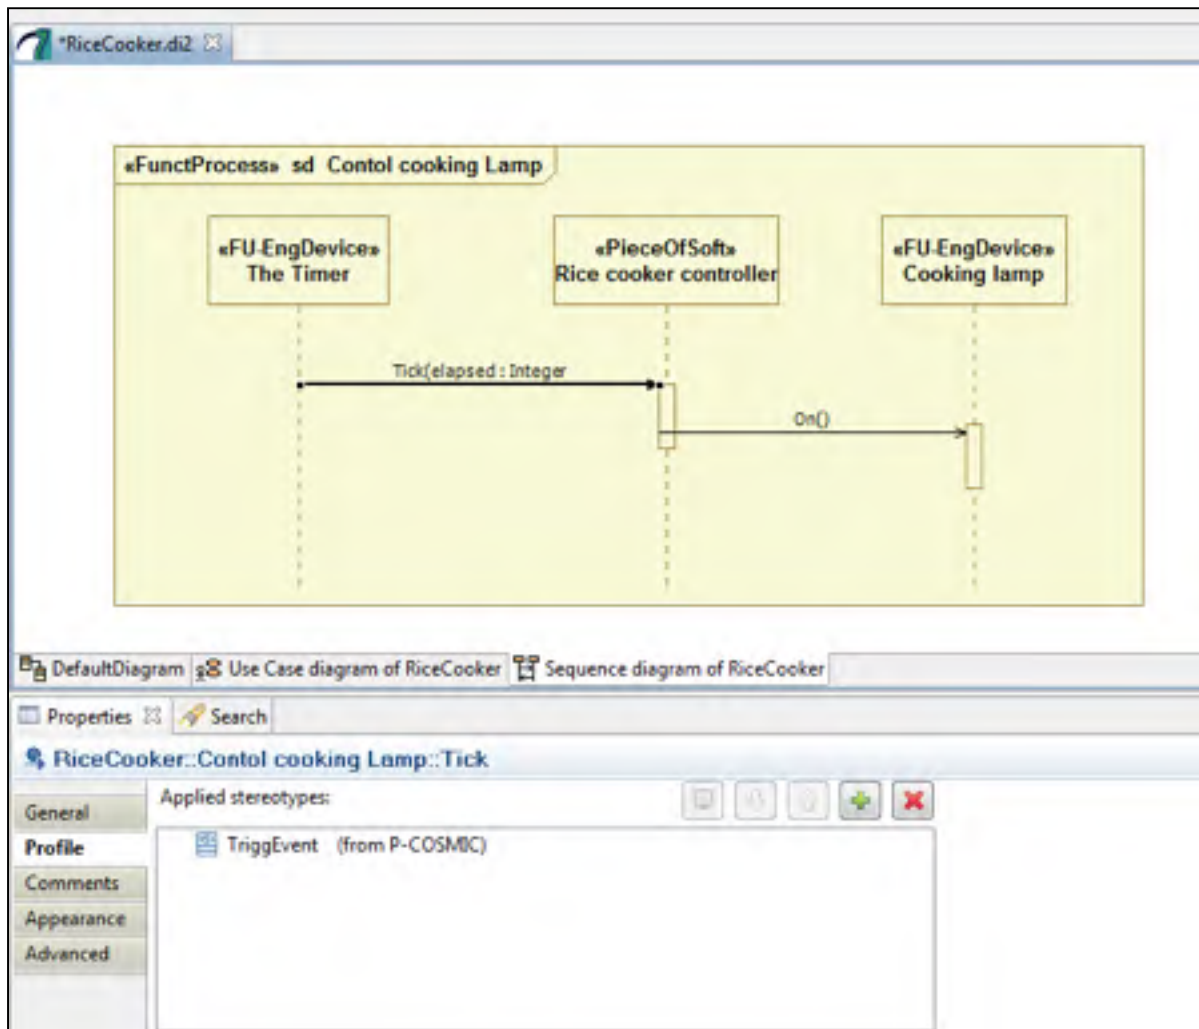 *RiceCooker.di2
«FunctProcess» sd Contol cooking Lamp
«FU-EngDevice»
The Timer
«PieceOfSoft»
Rice cooker controller
«FU-EngDevice»
Cooking lamp
Tick(elapsed : Integer
On()
DefaultDiagram Use Case diagram of RiceCooker Sequence diagram of RiceCooker
Properties Search
RiceCooker::Contol cooking Lamp::Tick
Applied stereotypes:
General
Profile
Comments
Appearance
Advanced
TriggEvent (from P-COSMIC)